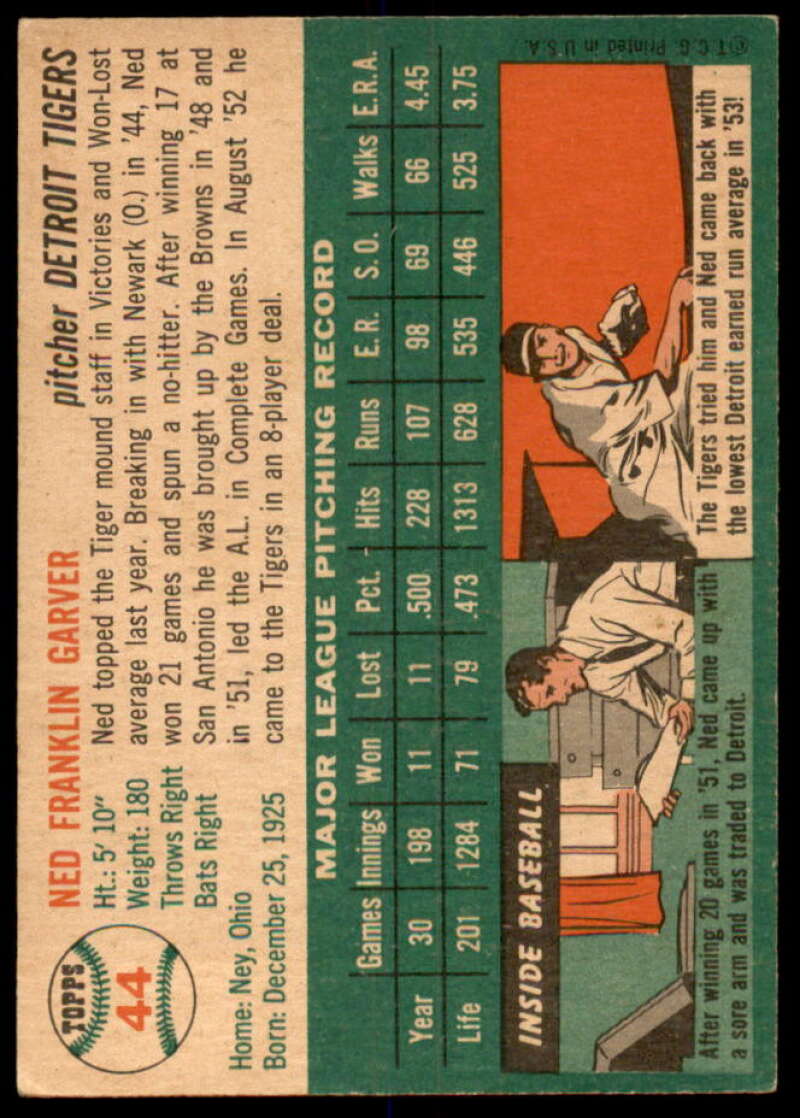 TOPPS
44
NED FRANKLIN GARVER
pitcher DETROIT TIGERS
Ht.: 5' 10"
Weight: 180
Throws Right
Bats Right
Home: Ney, Ohio
Born: December 25, 1925
Ned topped the Tiger mound staff in Victories and Won-Lost
average last year. Breaking in with Newark (O.) in '44, Ned
won 21 games and spun a no-hitter. After winning 17 at
San Antonio he was brought up by the Browns in '48 and
in '51, led the A.L. in Complete Games. In August '52 he
came to the Tigers in an 8-player deal.
MAJOR LEAGUE PITCHING RECORD
Games Innings Won Lost Pct. Hits Runs E.R. S.O. Walks E.R.A.
Year 30 198 11 11 .500 228 107 98 69 66 4.45
Life 201 1284 71 79 .473 1313 628 535 446 525 3.75
INSIDE BASEBALL
After winning 20 games in '51, Ned came up with
a sore arm and was traded to Detroit.
The Tigers tried him and Ned came back with
the lowest Detroit earned run average in '53!
©T.C.G. Printed in U.S.A.